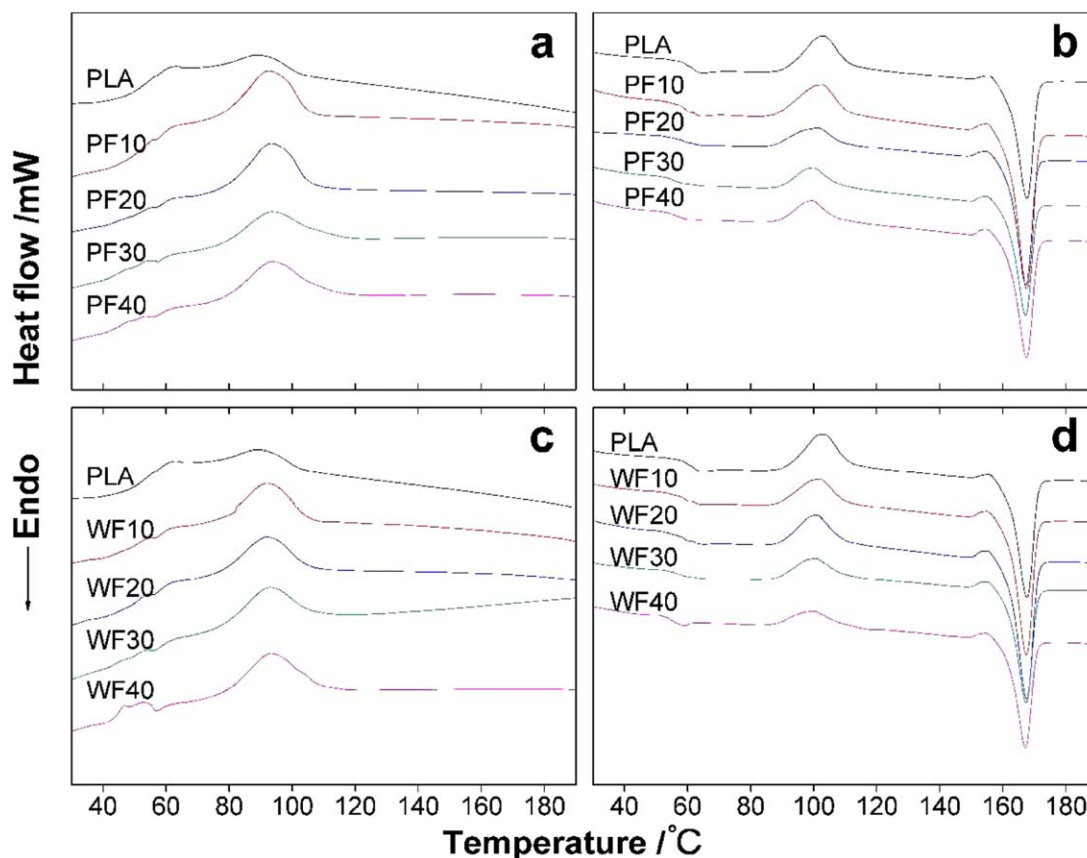 a
PLA
PF10
PF20
PF30
PF40
b
PLA
PF10
PF20
PF30
PF40
Heat flow /mW
Endo
c
PLA
WF10
WF20
WF30
WF40
40 60 80 100 120 140 160 180
d
PLA
WF10
WF20
WF30
WF40
40 60 80 100 120 140 160 180
Temperature /°C